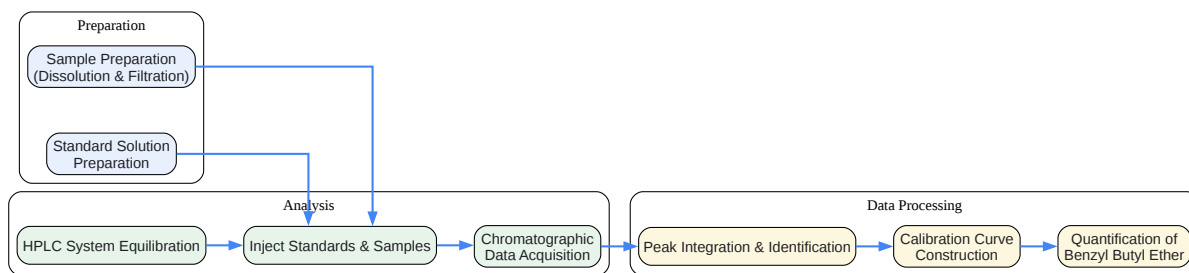 Preparation
Sample Preparation
(Dissolution & Filtration)
Standard Solution
Preparation
Analysis
HPLC System Equilibration
Inject Standards & Samples
Chromatographic
Data Acquisition
Data Processing
Peak Integration & Identification
Calibration Curve
Construction
Quantification of
Benzyl Butyl Ether